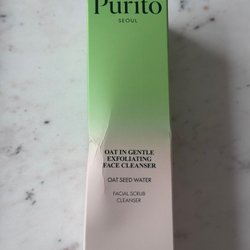 Purito
SEOUL
OAT IN GENTLE
EXFOLIATING
FACE CLEANSER
OAT SEED WATER
FACIAL SCRUB
CLEANSER